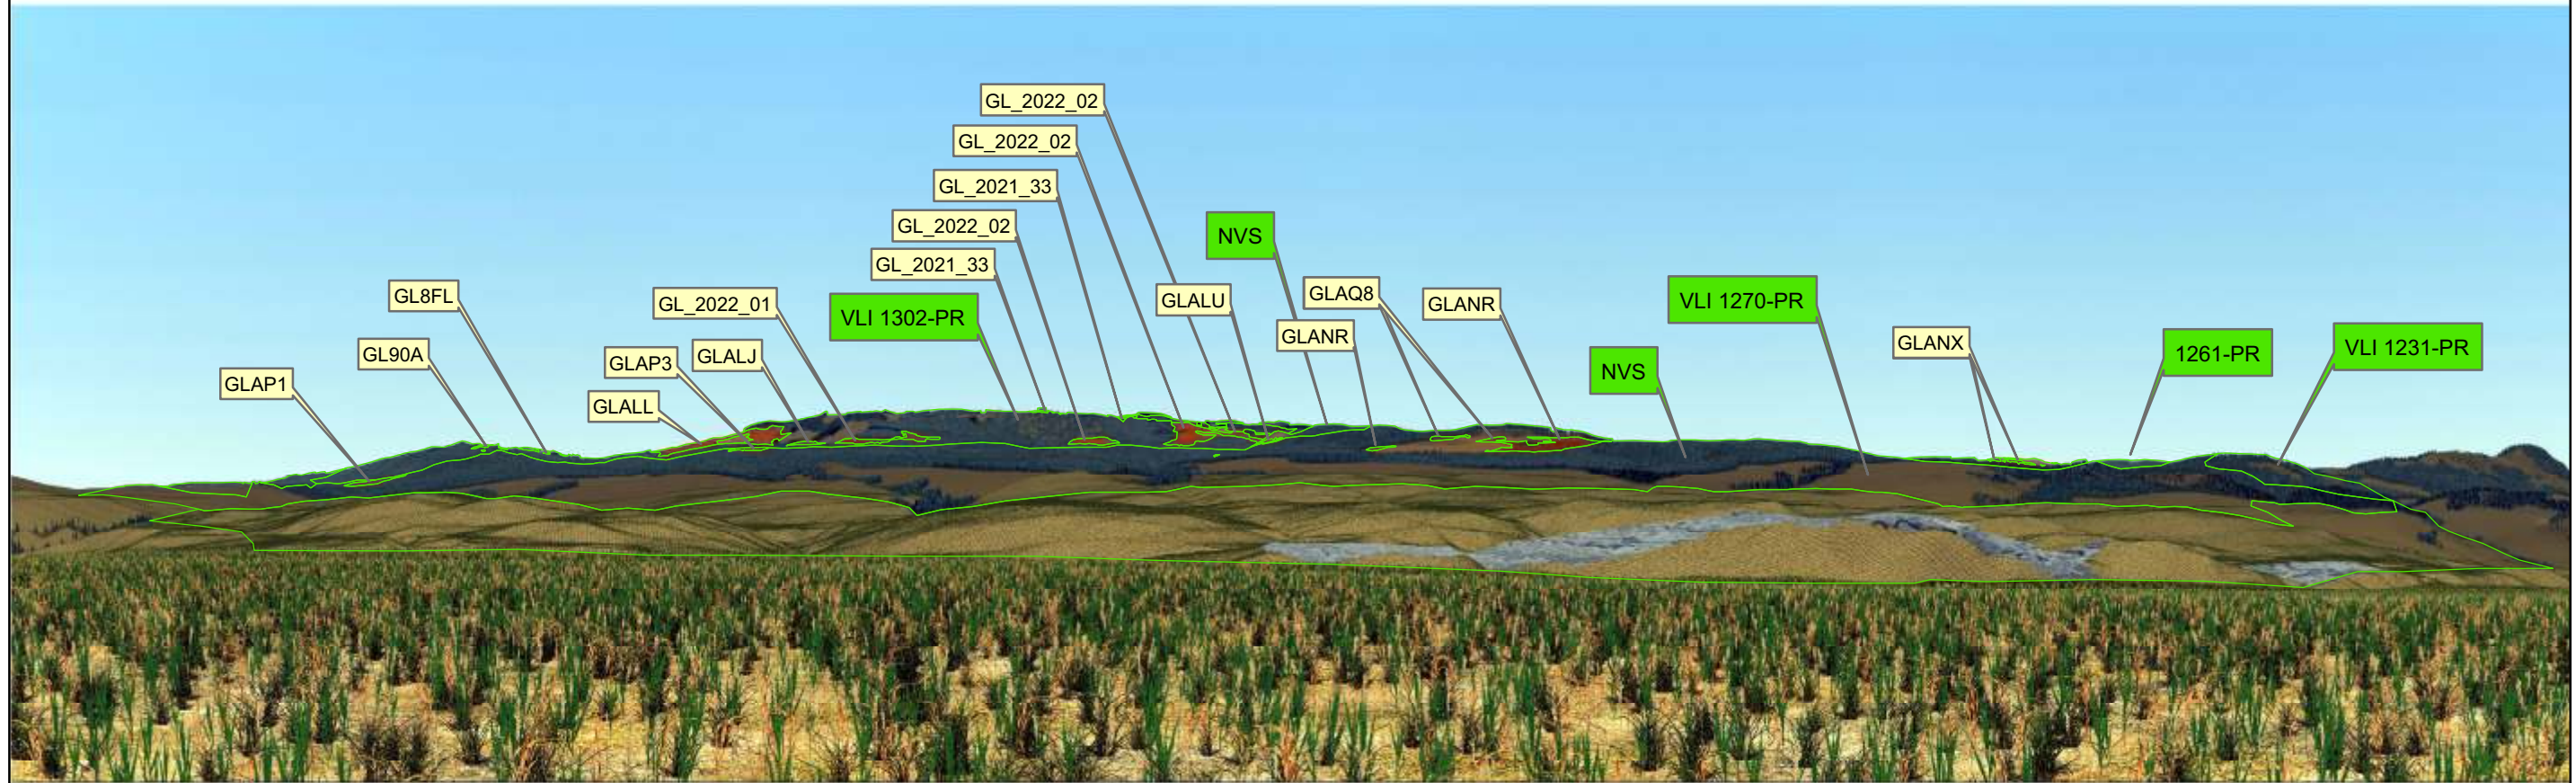 GL_2022_02
GL_2022_02
GL_2021_33
GL_2022_02
NVS
GL_2021_33
GL8FL
GL_2022_01
VLI 1302-PR
GLALU
GLAQ8
GLANR
VLI 1270-PR
GLANR
GL90A
GLAP3
GLALJ
NVS
GLANX
1261-PR
VLI 1231-PR
GLAP1
GLALL